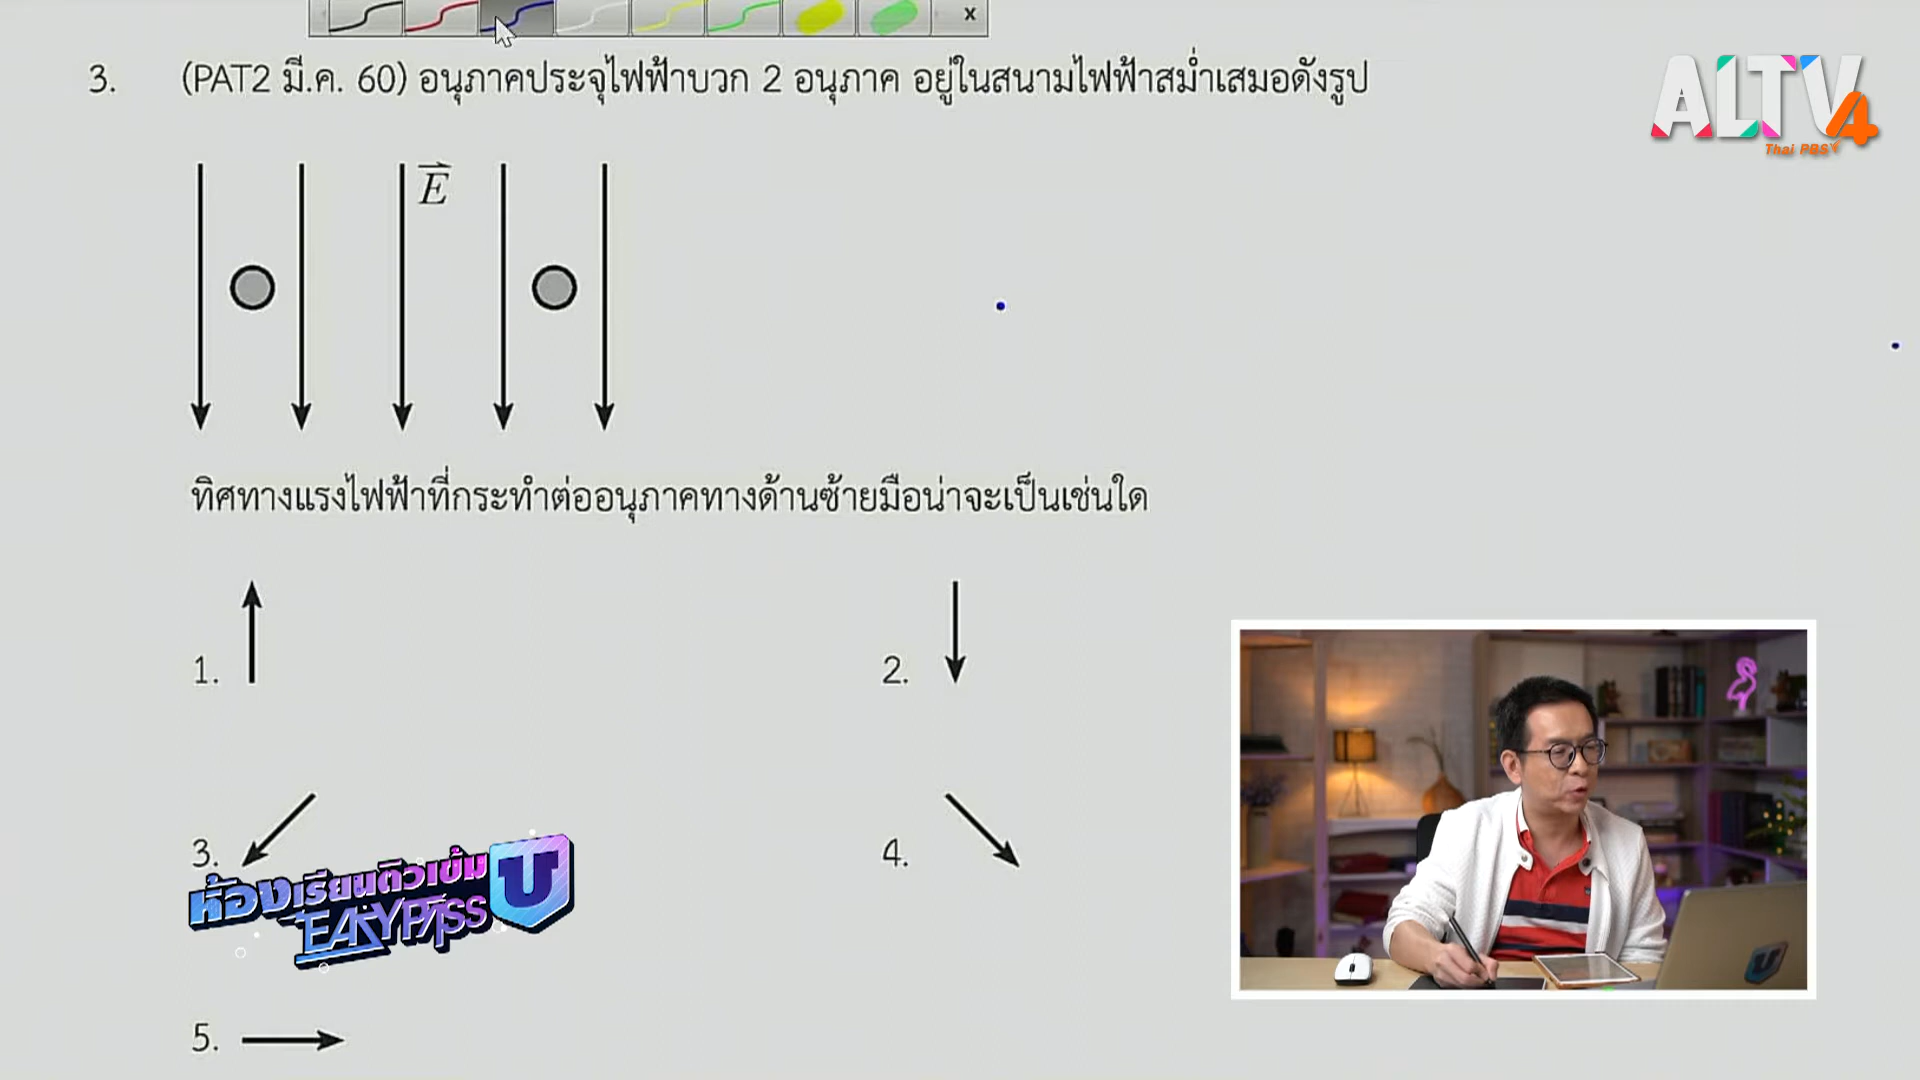 x
3. (PAT2 มี.ค. 60) อนุภาคประจุไฟฟ้าบวก 2 อนุภาค อยู่ในสนามไฟฟ้าสม่ำเสมอดังรูป
ALTV4
Thai PBS
E
ทิศทางแรงไฟฟ้าที่กระทำต่ออนุภาคทางด้านซ้ายมือน่าจะเป็นเช่นใด
1.
2.
3.
4.
ห้องเรียนติวเข้ม
EASY PASS U
5.
U